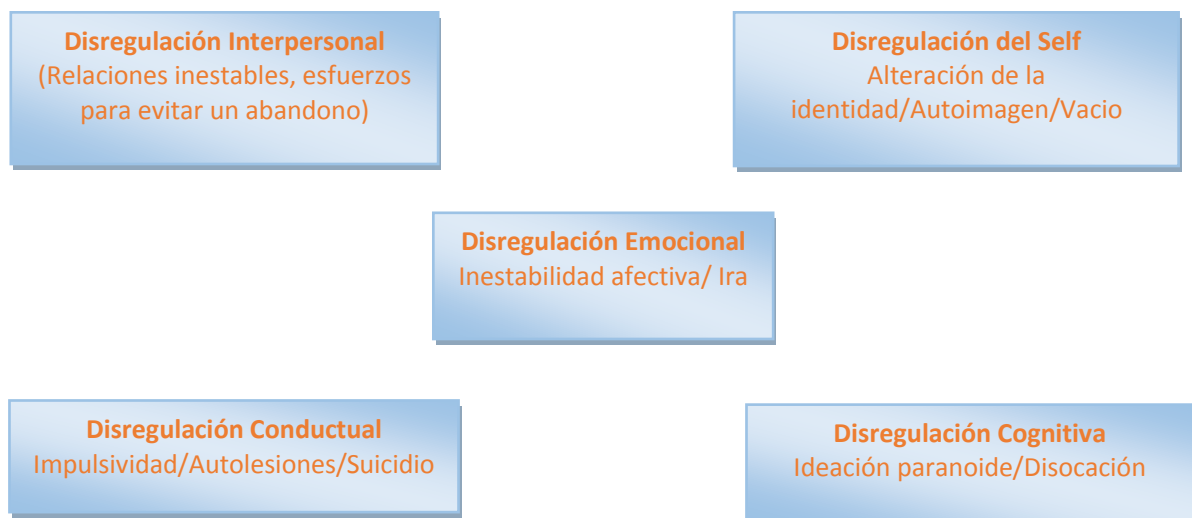 Disregulación Interpersonal
(Relaciones inestables, esfuerzos
para evitar un abandono)
Disregulación del Self
Alteración de la
identidad/Autoimagen/Vacio
Disregulación Emocional
Inestabilidad afectiva/ Ira
Disregulación Conductual
Impulsividad/Autolesiones/Suicidio
Disregulación Cognitiva
Ideación paranoide/Disocación